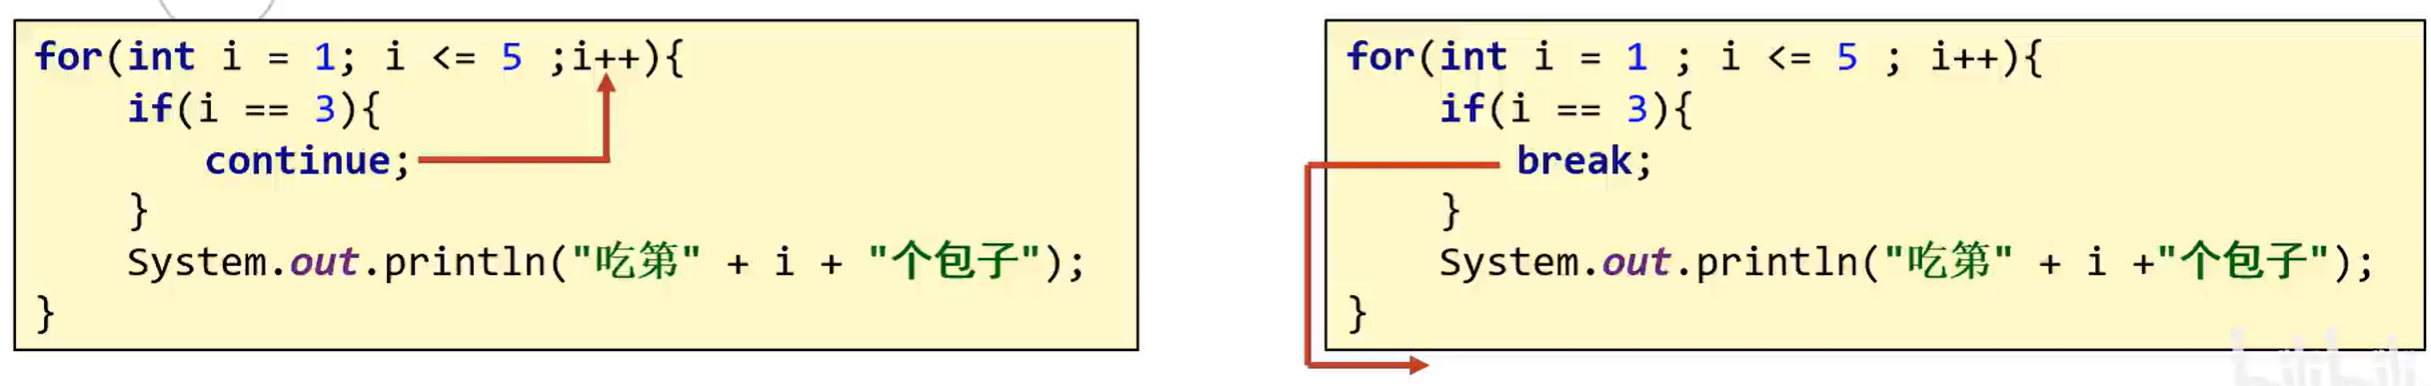 for(int i = 1; i <= 5 ;i++){
    if(i == 3){
        continue;
    }
    System.out.println("吃第" + i + "个包子");
}
for(int i = 1 ; i <= 5 ; i++){
    if(i == 3){
        break;
    }
    System.out.println("吃第" + i +"个包子");
}
bilibili